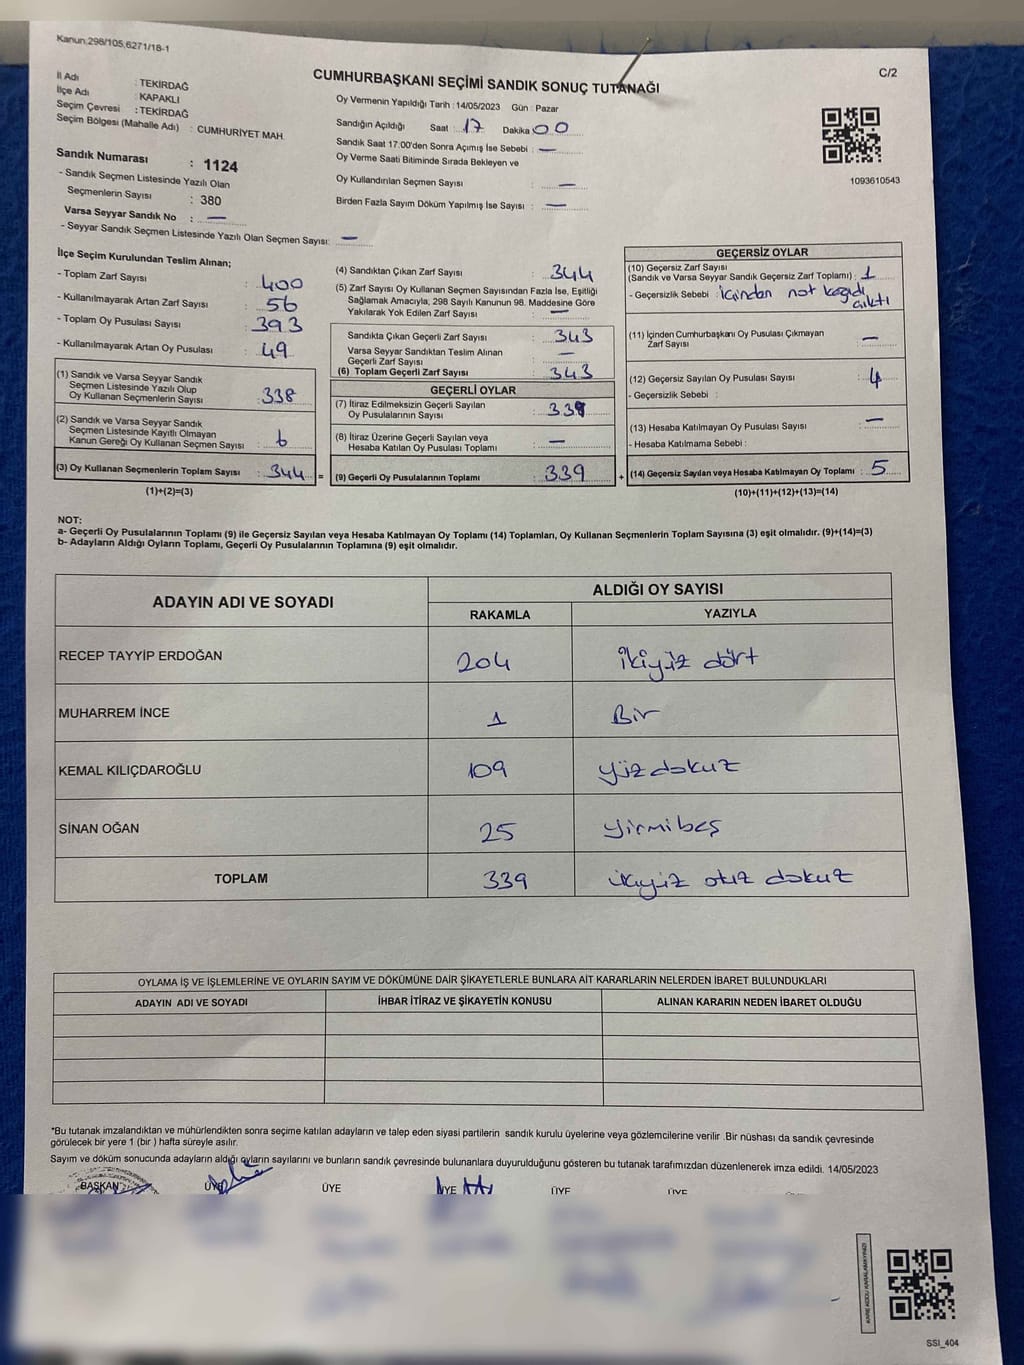 Kanun:298/105,6271/18-1
C/2
CUMHURBAŞKANI SEÇİMİ SANDIK SONUÇ TUTANAĞI
İl Adı : TEKİRDAĞ
İlçe Adı : KAPAKLI
Seçim Çevresi : TEKİRDAĞ
Seçim Bölgesi (Mahalle Adı) : CUMHURİYET MAH.
Sandık Numarası : 1124
- Sandık Seçmen Listesinde Yazılı Olan
Seçmenlerin Sayısı : 380
Varsa Seyyar Sandık No : —
- Seyyar Sandık Seçmen Listesinde Yazılı Olan Seçmen Sayısı: —
Oy Vermenin Yapıldığı Tarih : 14/05/2023 Gün : Pazar
Sandığın Açıldığı Saat : 17 Dakika : 00
Sandık Saat 17:00'den Sonra Açımış İse Sebebi : —
Oy Verme Saati Bitiminde Sırada Bekleyen ve
Oy Kullandırılan Seçmen Sayısı : —
Birden Fazla Sayım Döküm Yapılmış İse Sayısı : —
1093610543
İlçe Seçim Kurulundan Teslim Alınan;
- Toplam Zarf Sayısı : 400
- Kullanılmayarak Artan Zarf Sayısı : 56
- Toplam Oy Pusulası Sayısı : 393
- Kullanılmayarak Artan Oy Pusulası : 49
(1) Sandık ve Varsa Seyyar Sandık
Seçmen Listesinde Yazılı Olup
Oy Kullanan Seçmenlerin Sayısı : 338
(2) Sandık ve Varsa Seyyar Sandık
Seçmen Listesinde Kayıtlı Olmayan
Kanun Gereği Oy Kullanan Seçmen Sayısı : 6
(3) Oy Kullanan Seçmenlerin Toplam Sayısı : 344 =
(1)+(2)=(3)
(4) Sandıktan Çıkan Zarf Sayısı : 344
(5) Zarf Sayısı Oy Kullanan Seçmen Sayısından Fazla İse, Eşitliği
Sağlamak Amacıyla; 298 Sayılı Kanunun 98. Maddesine Göre
Yakılarak Yok Edilen Zarf Sayısı : —
Sandıkta Çıkan Geçerli Zarf Sayısı : 343
Varsa Seyyar Sandıktan Teslim Alınan
Geçerli Zarf Sayısı : —
(6) Toplam Geçerli Zarf Sayısı : 343
GEÇERLİ OYLAR
(7) İtiraz Edilmeksizin Geçerli Sayılan
Oy Pusulalarının Sayısı : 339
(8) İtiraz Üzerine Geçerli Sayılan veya
Hesaba Katılan Oy Pusulası Toplamı : —
(9) Geçerli Oy Pusulalarının Toplamı : 339 +
GEÇERSİZ OYLAR
(10) Geçersiz Zarf Sayısı
(Sandık ve Varsa Seyyar Sandık Geçersiz Zarf Toplamı) : 1
- Geçersizlik Sebebi : İçinden not kağıdı
çıktı
(11) İçinden Cumhurbaşkanı Oy Pusulası Çıkmayan
Zarf Sayısı : —
(12) Geçersiz Sayılan Oy Pusulası Sayısı : 4
- Geçersizlik Sebebi :
(13) Hesaba Katılmayan Oy Pusulası Sayısı : —
- Hesaba Katılmama Sebebi :
(14) Geçersiz Sayılan veya Hesaba Katılmayan Oy Toplamı : 5
(10)+(11)+(12)+(13)=(14)
NOT:
a- Geçerli Oy Pusulalarının Toplamı (9) ile Geçersiz Sayılan veya Hesaba Katılmayan Oy Toplamı (14) Toplamları, Oy Kullanan Seçmenlerin Toplam Sayısına (3) eşit olmalıdır. (9)+(14)=(3)
b- Adayların Aldığı Oyların Toplamı, Geçerli Oy Pusulalarının Toplamına (9) eşit olmalıdır.
ADAYIN ADI VE SOYADI
ALDIĞI OY SAYISI
RAKAMLA YAZIYLA
RECEP TAYYİP ERDOĞAN 204 İkiyüz dört
MUHARREM İNCE 1 Bir
KEMAL KILIÇDAROĞLU 109 yüzdokuz
SİNAN OĞAN 25 yirmibeş
TOPLAM 339 üçyüz otuz dokuz
OYLAMA İŞ VE İŞLEMLERİNE VE OYLARIN SAYIM VE DÖKÜMÜNE DAİR ŞİKAYETLERLE BUNLARA AİT KARARLARIN NELERDEN İBARET BULUNDUKLARI
ADAYIN ADI VE SOYADI İHBAR İTİRAZ VE ŞİKAYETİN KONUSU ALINAN KARARIN NEDEN İBARET OLDUĞU
*Bu tutanak imzalandıktan ve mühürlendikten sonra seçime katılan adayların ve talep eden siyasi partilerin sandık kurulu üyelerine veya gözlemcilerine verilir .Bir nüshası da sandık çevresinde
görülecek bir yere 1 (bir ) hafta süreyle asılır.
Sayım ve döküm sonucunda adayların aldığı oyların sayılarını ve bunların sandık çevresinde bulunanlara duyurulduğunu gösteren bu tutanak tarafımızdan düzenlenerek imza edildi. 14/05/2023
BAŞKAN ÜYE ÜYE ÜYE ÜYE ÜYE
SSI_404